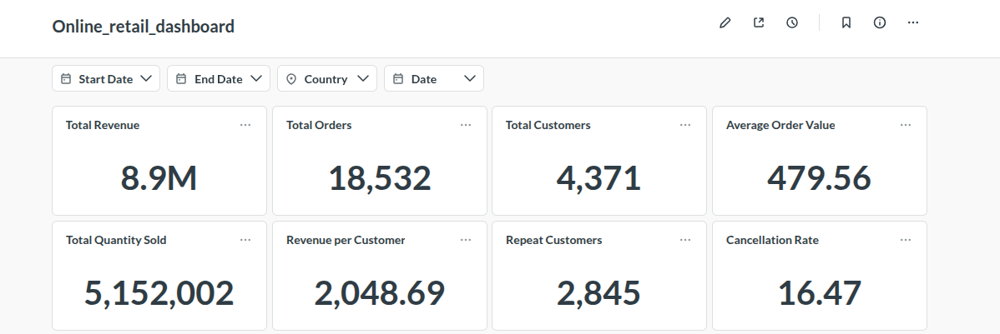 Online_retail_dashboard
Start Date
End Date
Country
Date
Total Revenue
Total Orders
Total Customers
Average Order Value
8.9M
18,532
4,371
479.56
Total Quantity Sold
Revenue per Customer
Repeat Customers
Cancellation Rate
5,152,002
2,048.69
2,845
16.47